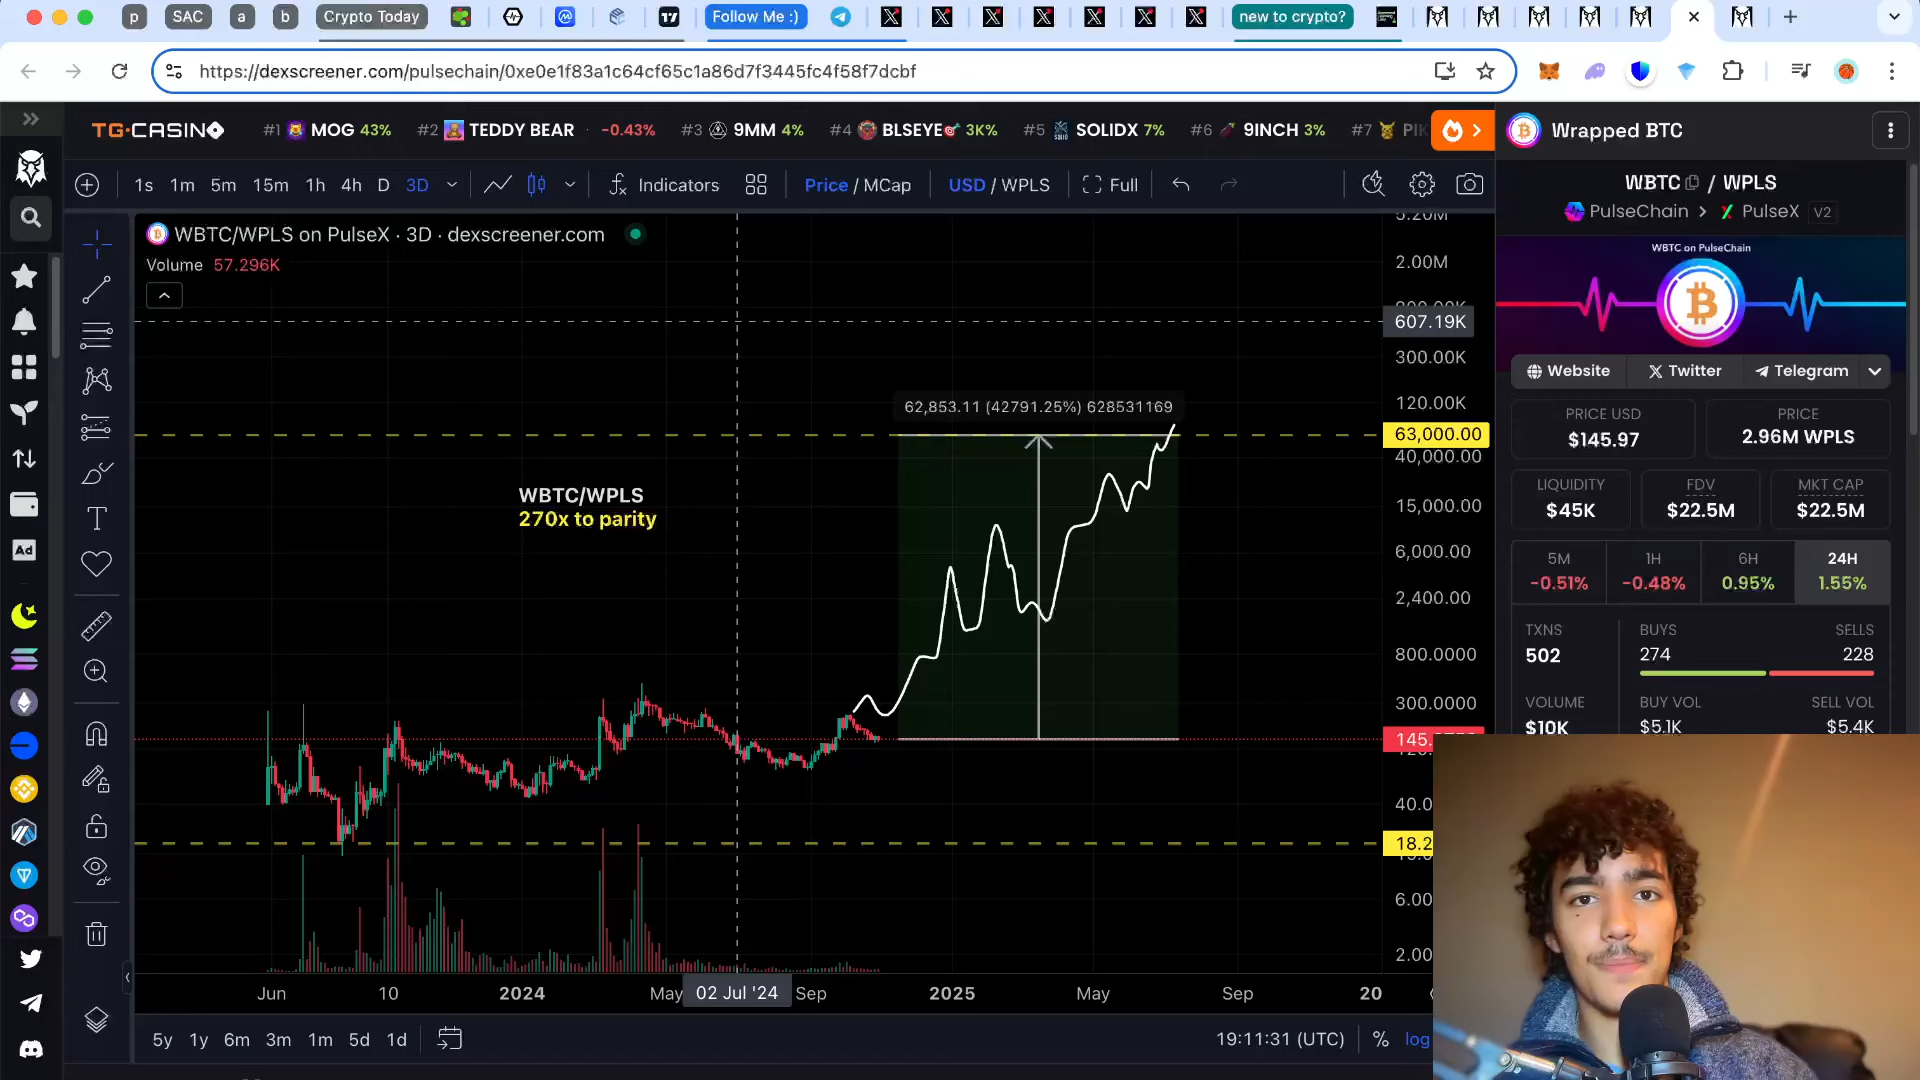 p SAC a b Crypto Today Follow Me :) new to crypto?
https://dexscreener.com/pulsechain/0xe0e1f83a1c64cf65c1a86d7f3445fc4f58f7dcbf
TG.CASINO #1 MOG 43% #2 TEDDY BEAR -0.43% #3 9MM 4% #4 BLSEYE 3K% #5 SOLIDX 7% #6 9INCH 3% #7 PIK
Wrapped BTC
1s 1m 5m 15m 1h 4h D 3D Indicators Price / MCap USD / WPLS Full
WBTC / WPLS
PulseChain > PulseX V2
WBTC/WPLS on PulseX · 3D · dexscreener.com
Volume 57.296K
WBTC on PulseChain
Website Twitter Telegram
PRICE USD
$145.97
PRICE
2.96M WPLS
LIQUIDITY
$45K
FDV
$22.5M
MKT CAP
$22.5M
5M
-0.51%
1H
-0.48%
6H
0.95%
24H
1.55%
TXNS
502
BUYS
274
SELLS
228
VOLUME
$10K
BUY VOL
$5.1K
SELL VOL
$5.4K
62,853.11 (42791.25%) 628531169
WBTC/WPLS
270x to parity
2.00M
607.19K
300.00K
120.00K
63,000.00
40,000.00
15,000.00
6,000.00
2,400.00
800.0000
300.0000
145.
40.0
18.2
6.00
2.00
Ad
Jun 10 2024 May 02 Jul '24 Sep 2025 May Sep 20
5y 1y 6m 3m 1m 5d 1d
19:11:31 (UTC) % log